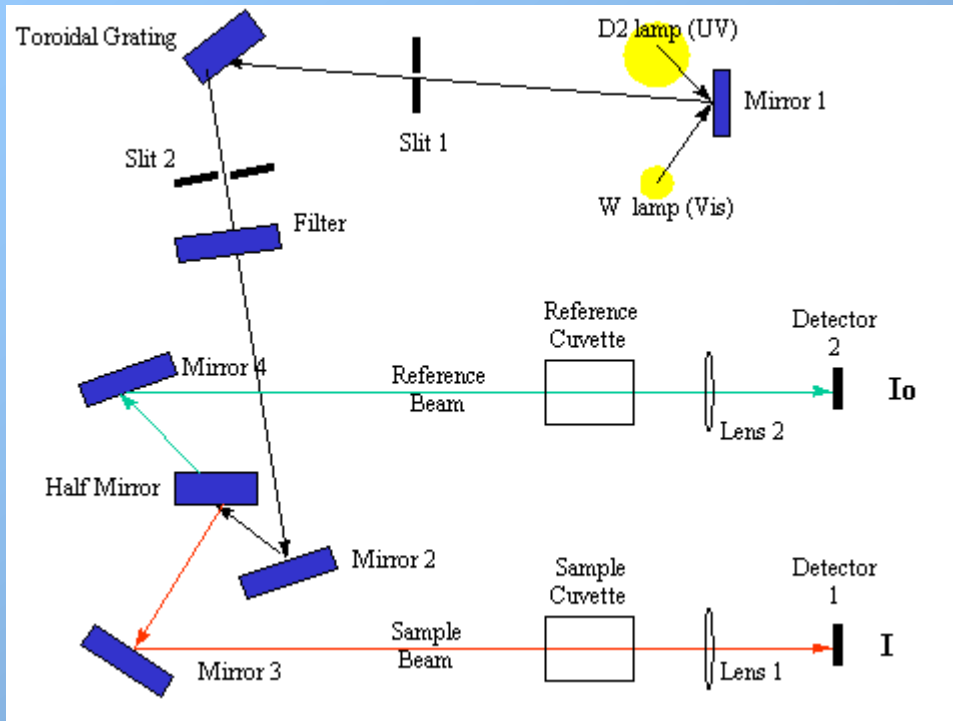 Toroidal Grating
D2 lamp (UV)
Mirror 1
Slit 1
Slit 2
W lamp (Vis)
Filter
Reference
Cuvette
Detector
2
Mirror 4
Reference
Beam
Io
Lens 2
Half Mirror
Mirror 2
Sample
Cuvette
Detector
1
Sample
Beam
I
Mirror 3
Lens 1